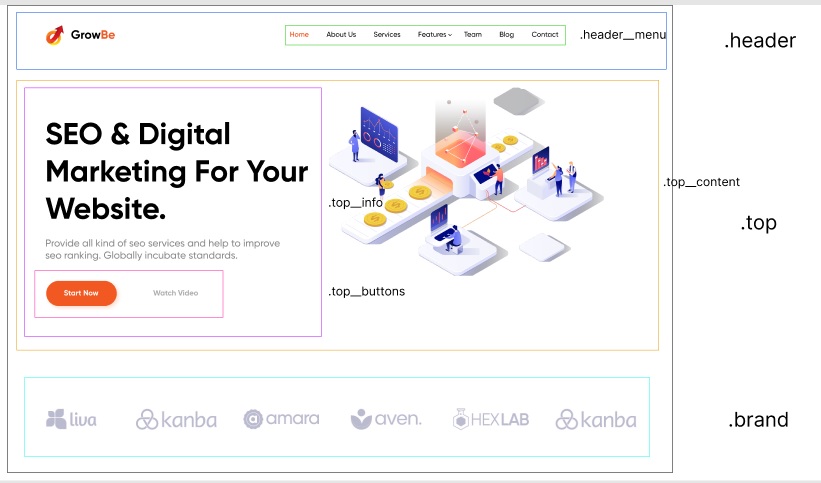 GrowBe
Home About Us Services Features Team Blog Contact
.header__menu
.header
SEO & Digital
Marketing For Your
Website.
.top__info
.top__content
.top
Provide all kind of seo services and help to improve
seo ranking. Globally incubate standards.
Start Now Watch Video
.top__buttons
liva kanba amara aven. HEXLAB kanba
.brand